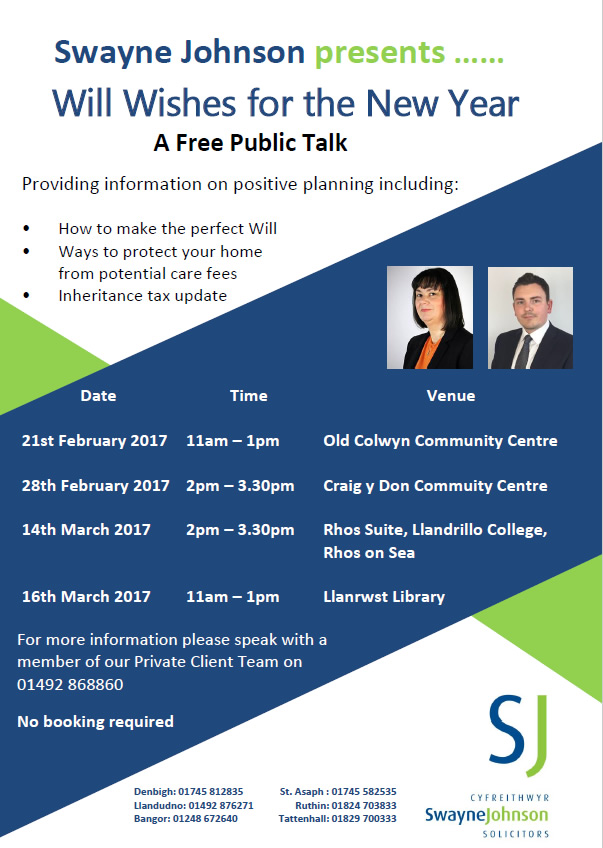 Swayne Johnson presents ......
Will Wishes for the New Year
A Free Public Talk
Providing information on positive planning including:
• How to make the perfect Will
• Ways to protect your home
from potential care fees
• Inheritance tax update
Date Time Venue
21st February 2017 11am – 1pm Old Colwyn Community Centre
28th February 2017 2pm – 3.30pm Craig y Don Commuity Centre
14th March 2017 2pm – 3.30pm Rhos Suite, Llandrillo College,
Rhos on Sea
16th March 2017 11am – 1pm Llanrwst Library
For more information please speak with a
member of our Private Client Team on
01492 868860
No booking required
Denbigh: 01745 812835 St. Asaph : 01745 582535
Llandudno: 01492 876271 Ruthin: 01824 703833
Bangor: 01248 672640 Tattenhall: 01829 700333
SJ
CYFREITHWYR
SwayneJohnson
SOLICITORS